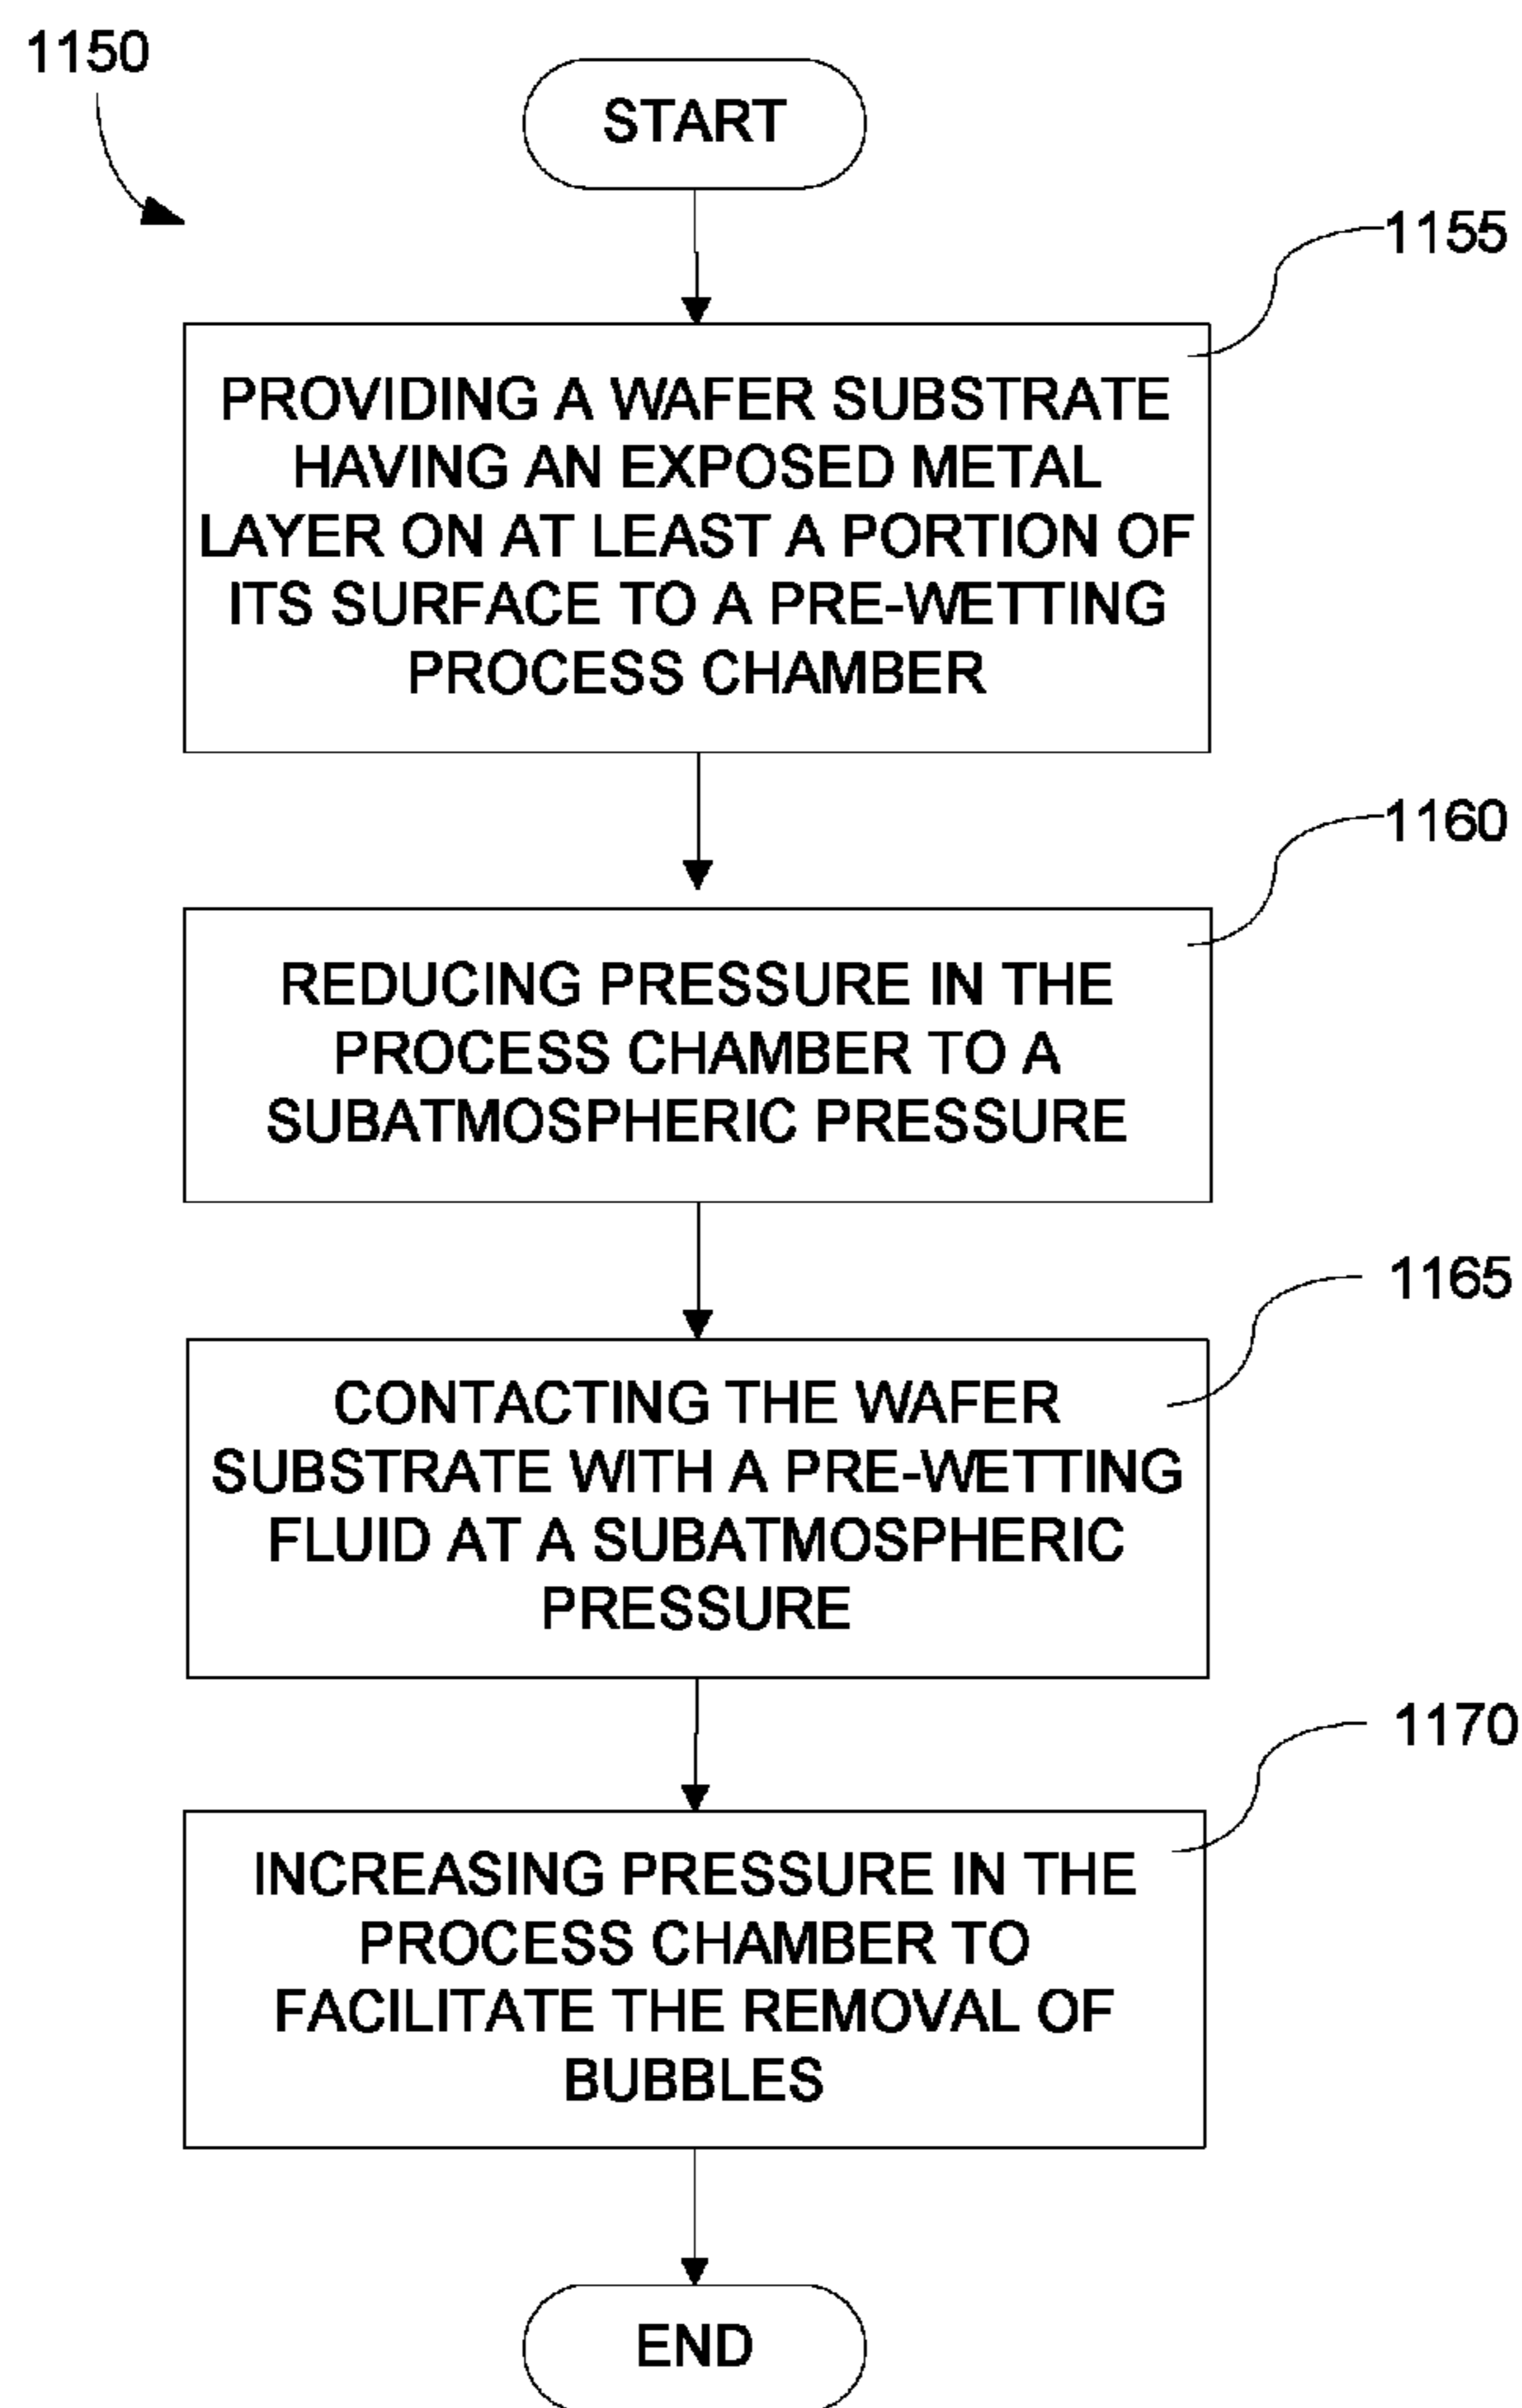 1150
START
1155
PROVIDING A WAFER SUBSTRATE
HAVING AN EXPOSED METAL
LAYER ON AT LEAST A PORTION OF
ITS SURFACE TO A PRE-WETTING
PROCESS CHAMBER
1160
REDUCING PRESSURE IN THE
PROCESS CHAMBER TO A
SUBATMOSPHERIC PRESSURE
1165
CONTACTING THE WAFER
SUBSTRATE WITH A PRE-WETTING
FLUID AT A SUBATMOSPHERIC
PRESSURE
1170
INCREASING PRESSURE IN THE
PROCESS CHAMBER TO
FACILITATE THE REMOVAL OF
BUBBLES
END